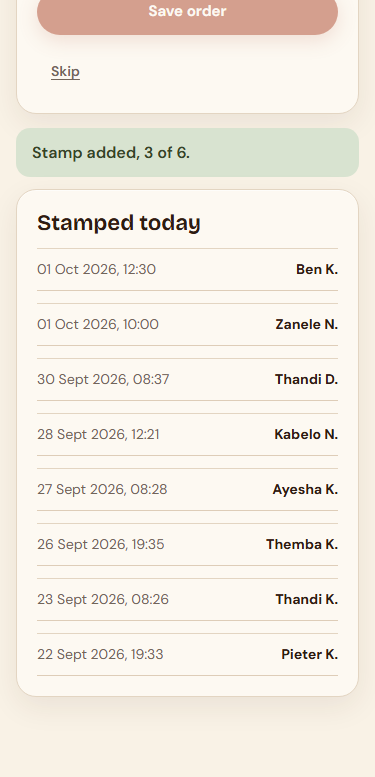 Save order
Skip
Stamp added, 3 of 6.
Stamped today
01 Oct 2026, 12:30 Ben K.
01 Oct 2026, 10:00 Zanele N.
30 Sept 2026, 08:37 Thandi D.
28 Sept 2026, 12:21 Kabelo N.
27 Sept 2026, 08:28 Ayesha K.
26 Sept 2026, 19:35 Themba K.
23 Sept 2026, 08:26 Thandi K.
22 Sept 2026, 19:33 Pieter K.